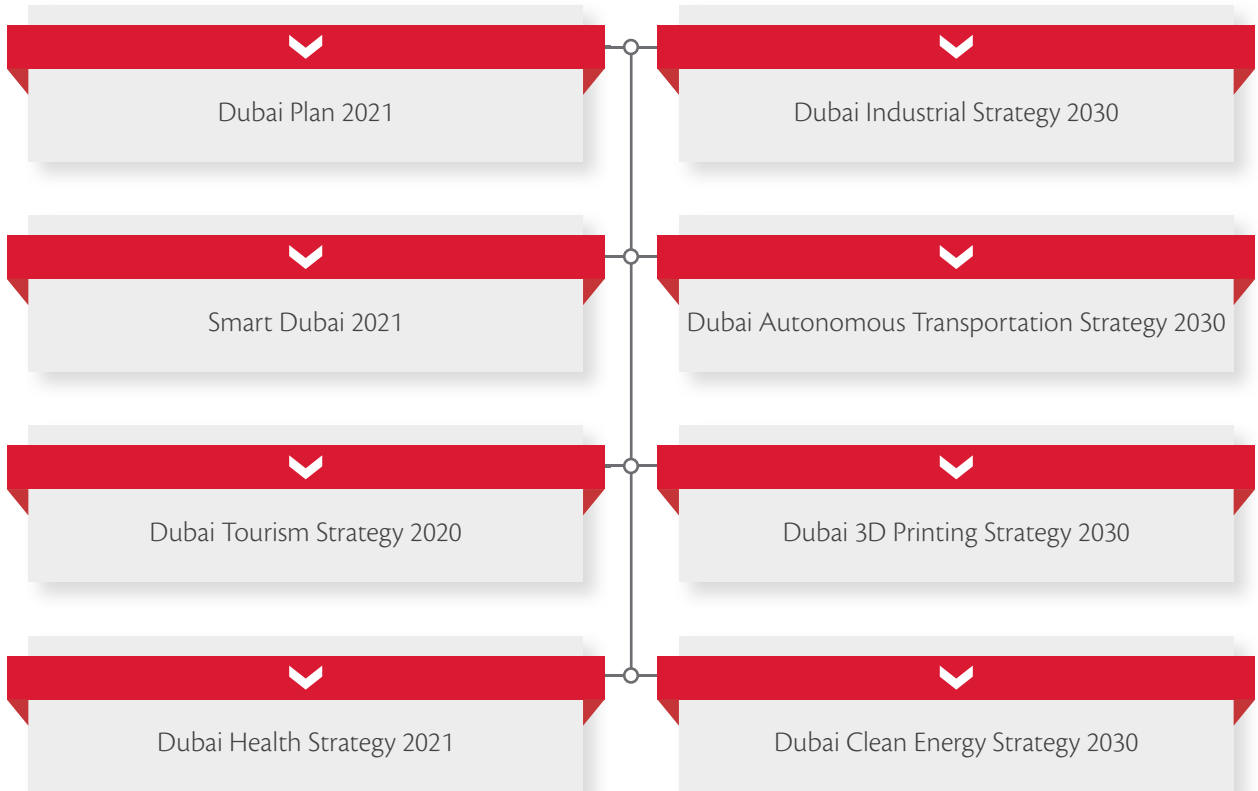 Dubai Plan 2021
Dubai Industrial Strategy 2030
Smart Dubai 2021
Dubai Autonomous Transportation Strategy 2030
Dubai Tourism Strategy 2020
Dubai 3D Printing Strategy 2030
Dubai Health Strategy 2021
Dubai Clean Energy Strategy 2030